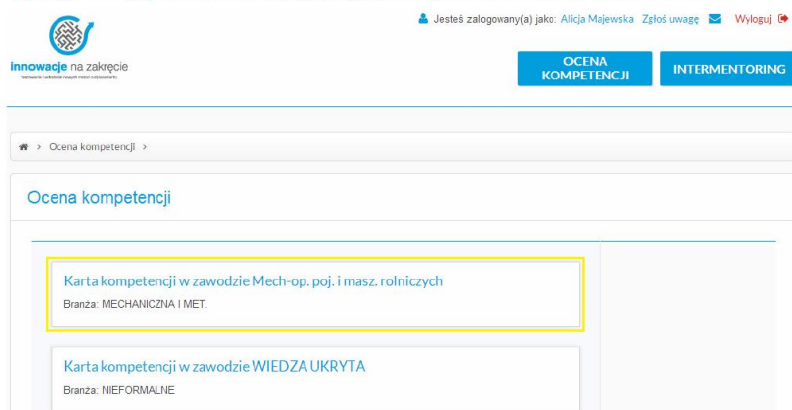 Jesteś zalogowany(a) jako: Alicja Majewska Zgłoś uwagę Wyloguj
innowacje na zakręcie
OCENA
KOMPETENCJI
INTERMENTORING
> Ocena kompetencji >
Ocena kompetencji
Karta kompetencji w zawodzie Mech-op. poj. i masz. rolniczych
Branża: MECHANICZNA I MET.
Karta kompetencji w zawodzie WIEDZA UKRYTA
Branża: NIEFORMALNE